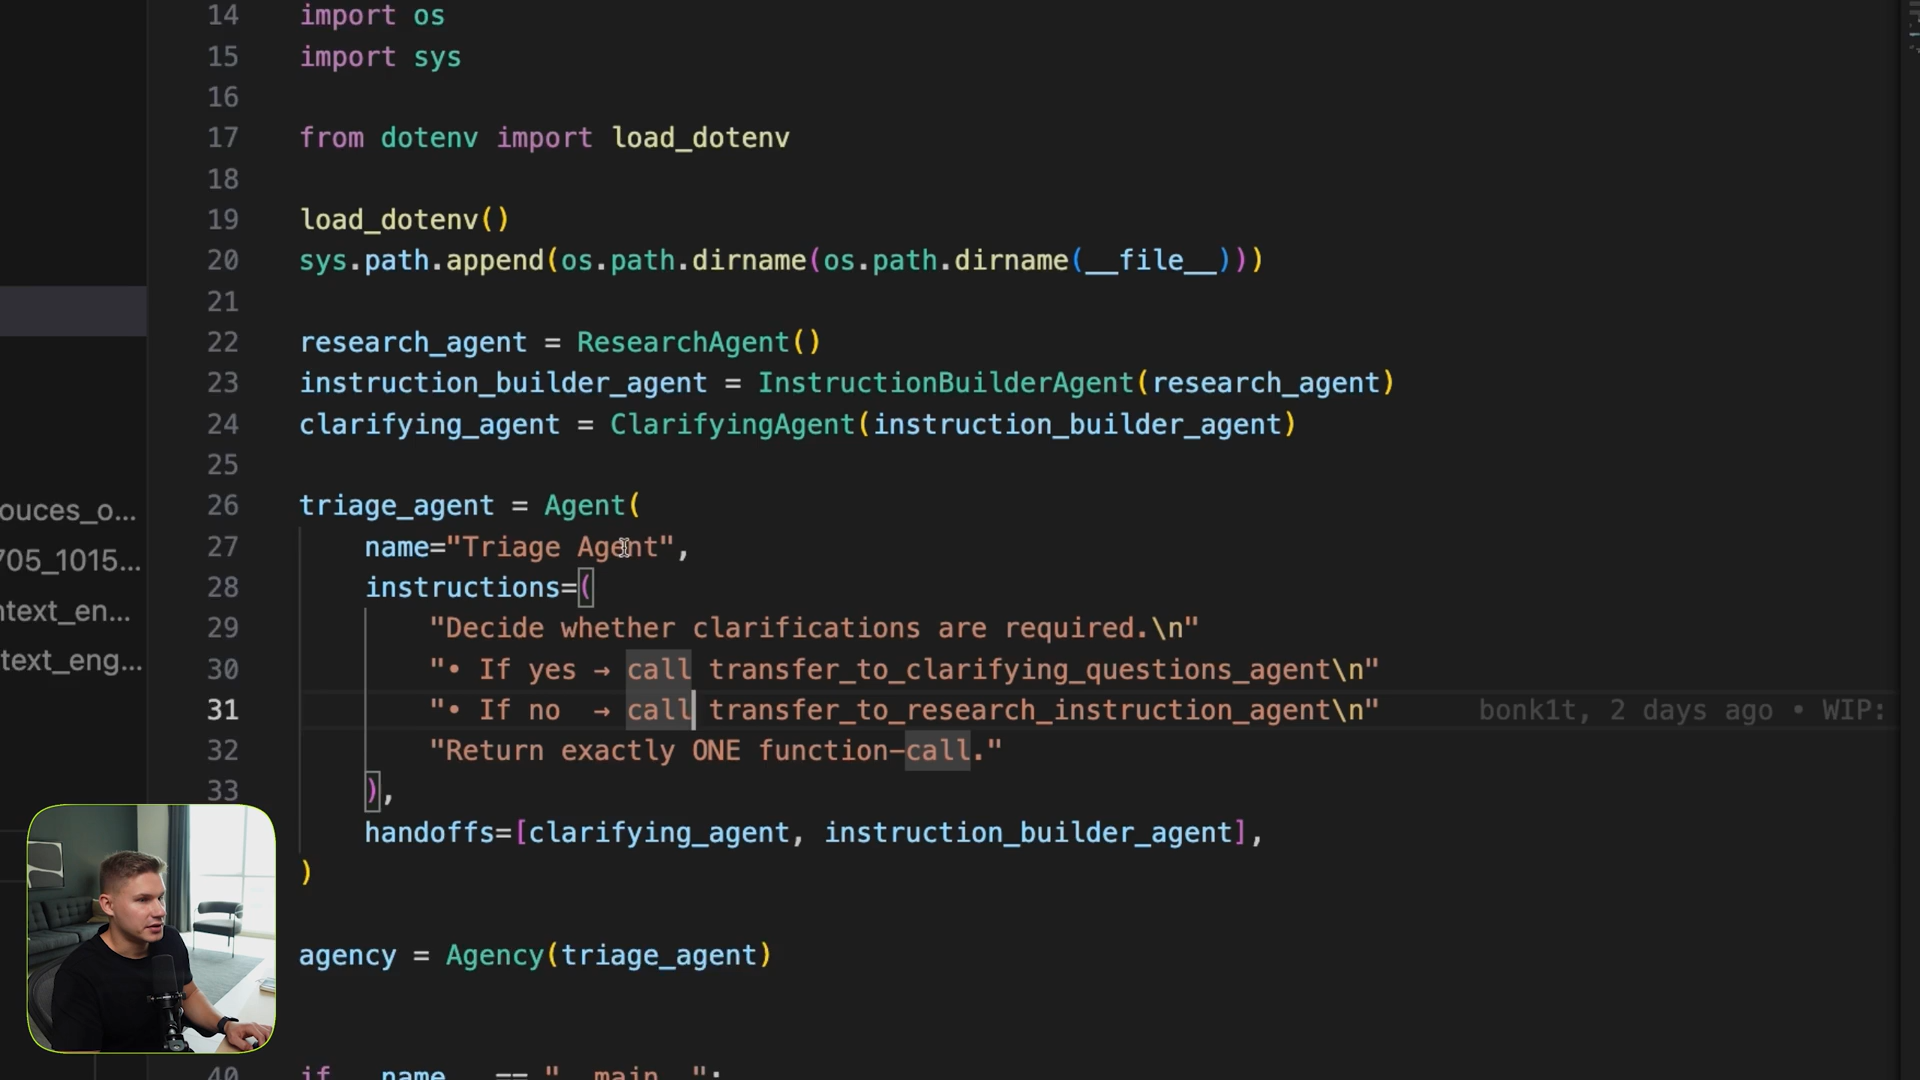 14 import os
15 import sys
16
17 from dotenv import load_dotenv
18
19 load_dotenv()
20 sys.path.append(os.path.dirname(os.path.dirname(__file__)))
21
22 research_agent = ResearchAgent()
23 instruction_builder_agent = InstructionBuilderAgent(research_agent)
24 clarifying_agent = ClarifyingAgent(instruction_builder_agent)
25
26 triage_agent = Agent(
27 name="Triage Agent",
28 instructions=(
ouces_o...
29 "Decide whether clarifications are required.\n"
705_1015...
30 "• If yes → call transfer_to_clarifying_questions_agent\n"
ntext_en...
31 "• If no  → call transfer_to_research_instruction_agent\n" bonk1t, 2 days ago • WIP:
text_eng...
32 "Return exactly ONE function-call."
33 ),
handoffs=[clarifying_agent, instruction_builder_agent],
)
agency = Agency(triage_agent)
40 if __name__ == "__main__":